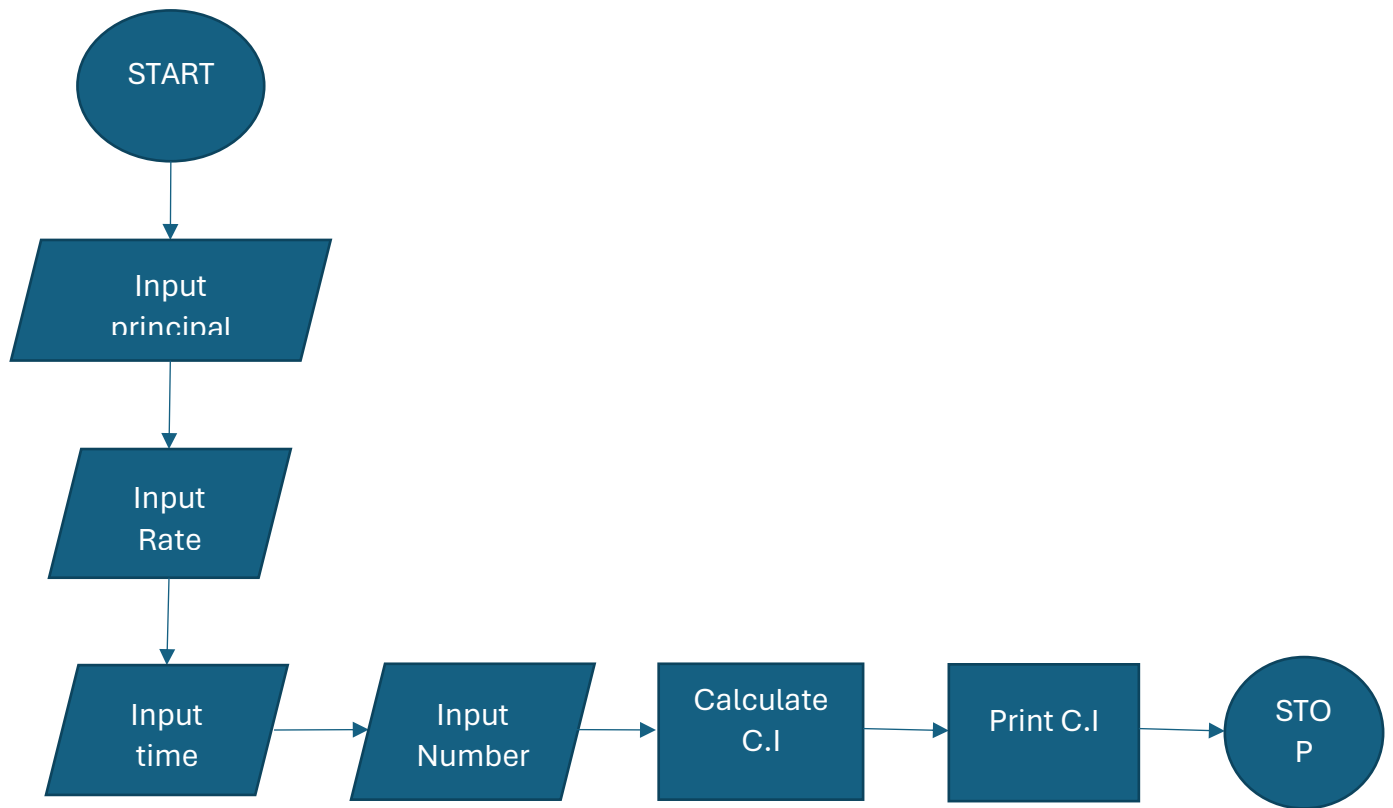 START
Input
principal
Input
Rate
Input
time
Input
Number
Calculate
C.I
Print C.I
STO
P